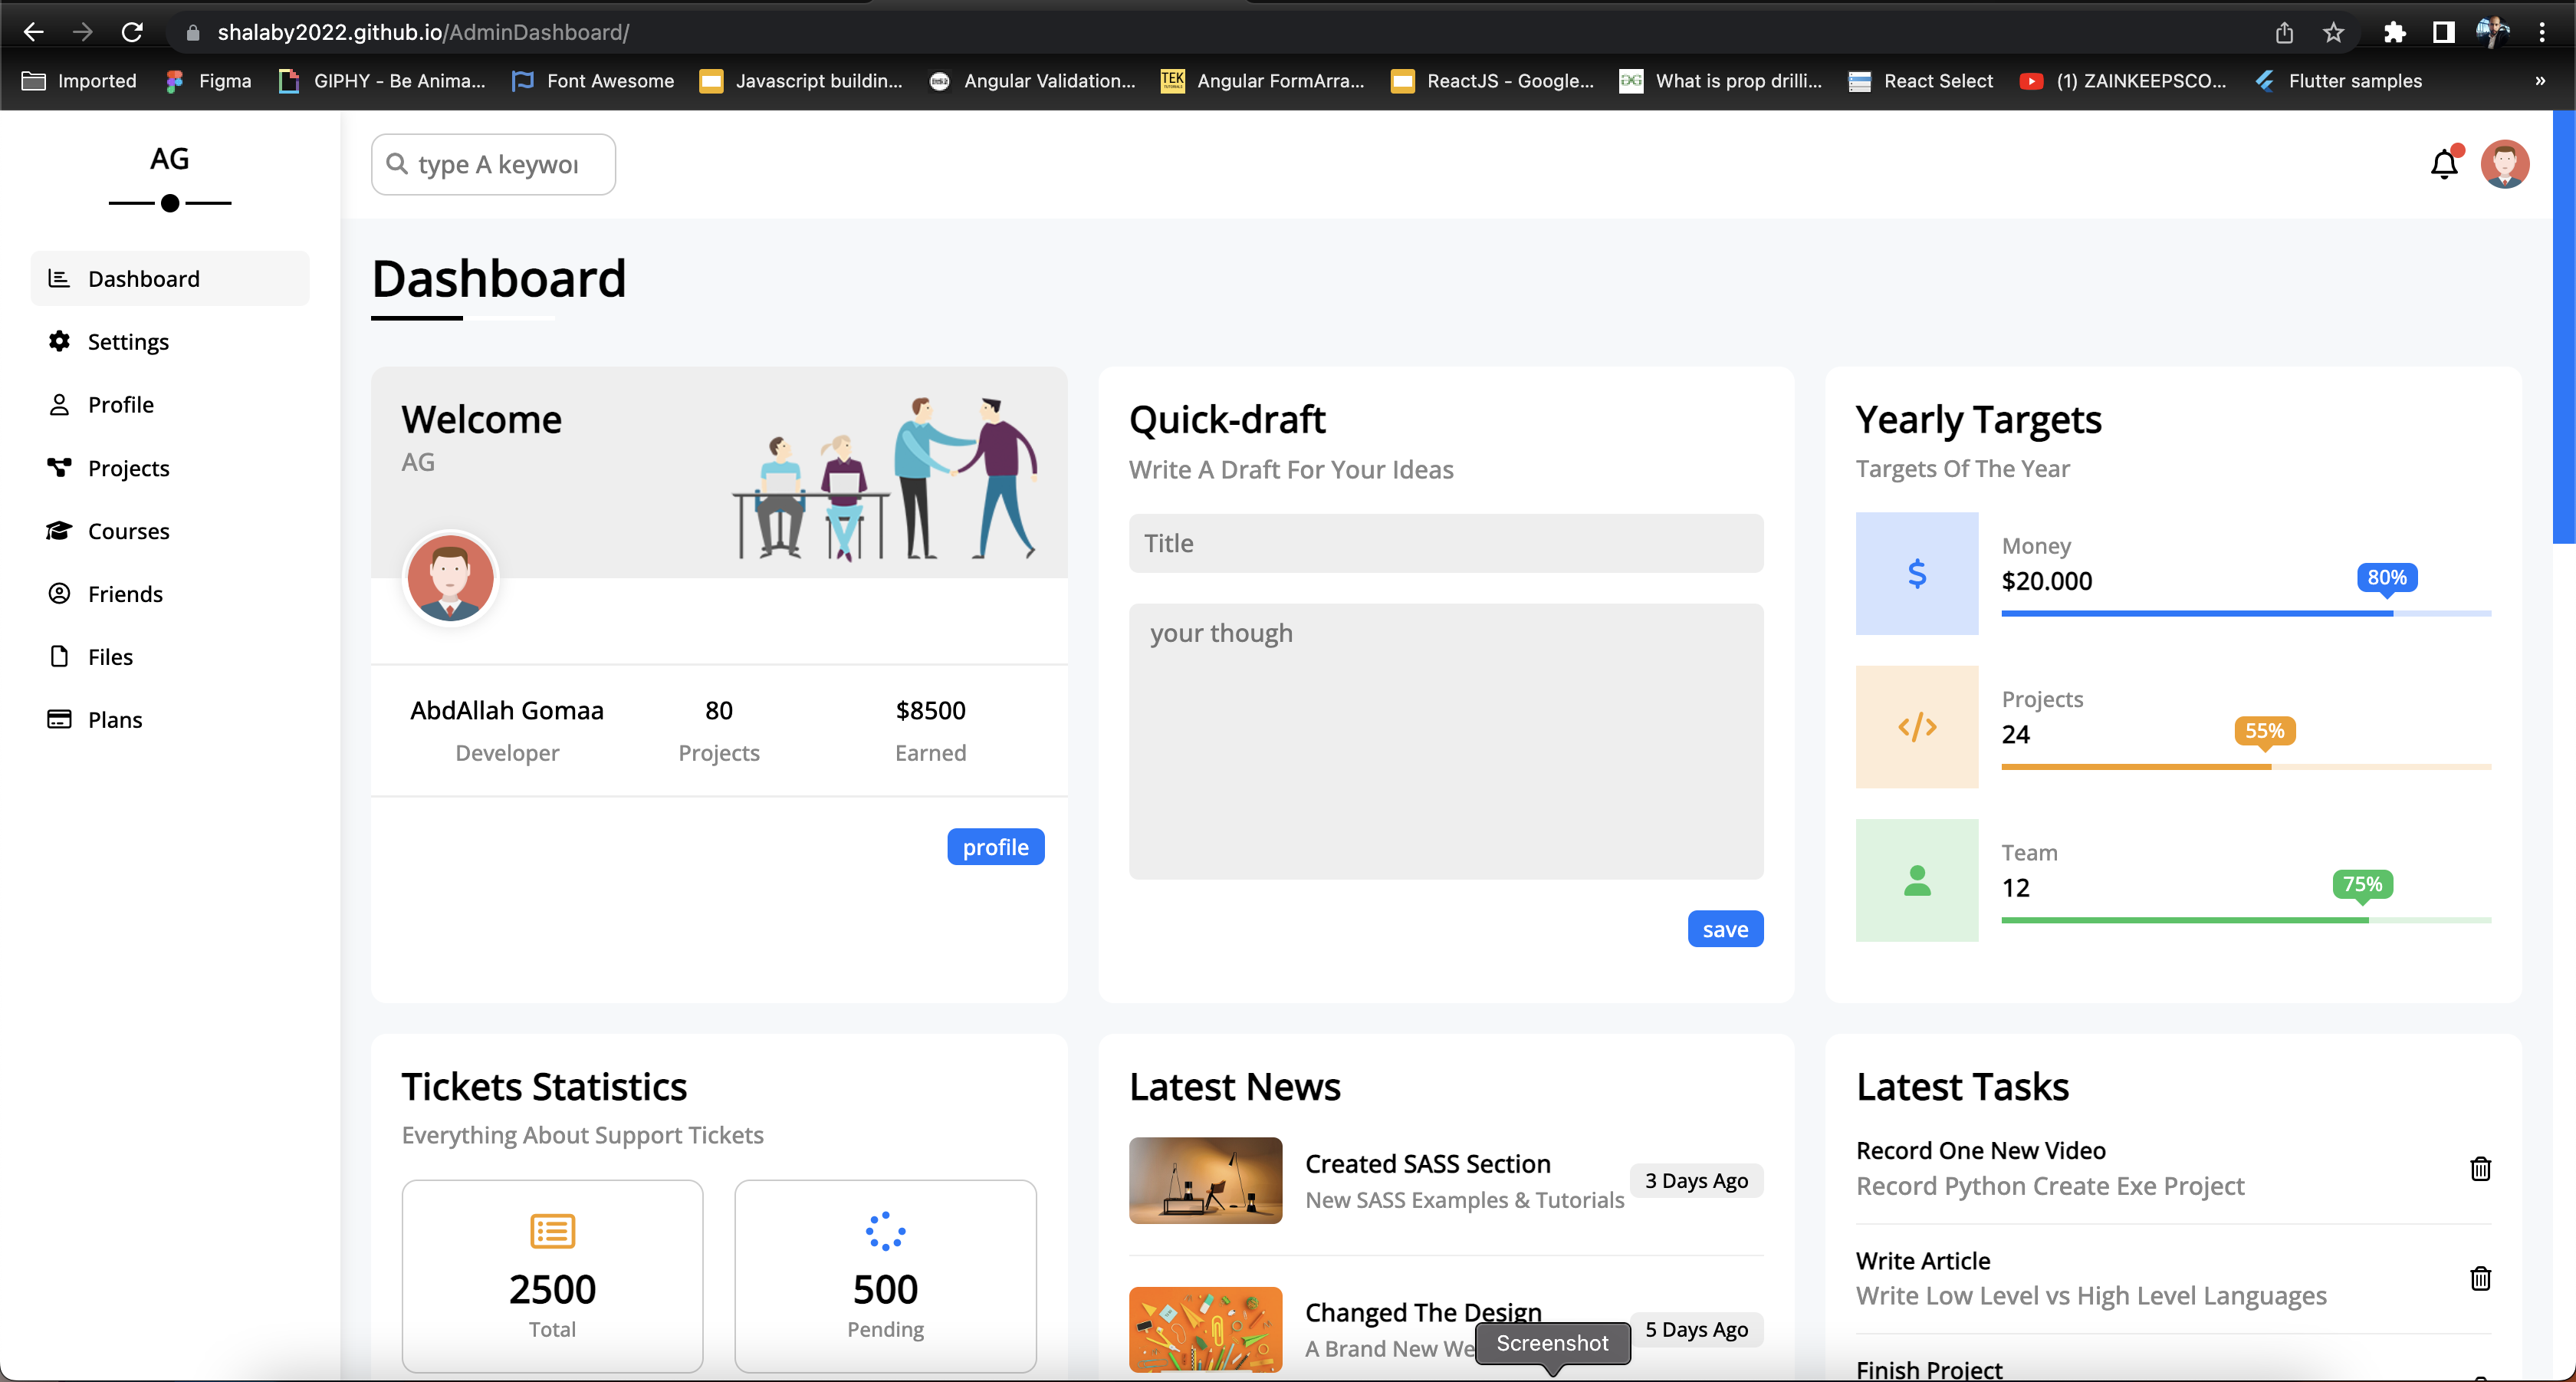 shalaby2022.github.io/AdminDashboard/
Imported
Figma
GIPHY - Be Anima...
Font Awesome
Javascript buildin...
Angular Validation...
TEK
Angular FormArra...
ReactJS - Google...
What is prop drilli...
React Select
(1) ZAINKEEPSCO...
Flutter samples
»
AG
Dashboard
Settings
Profile
Projects
Courses
Friends
Files
Plans
type A keywor
Dashboard
Welcome
AG
AbdAllah Gomaa
Developer
80
Projects
$8500
Earned
profile
Quick-draft
Write A Draft For Your Ideas
Title
your though
save
Yearly Targets
Targets Of The Year
$
Money
$20.000
80%
</>
Projects
24
55%
Team
12
75%
Tickets Statistics
Everything About Support Tickets
2500
Total
500
Pending
Latest News
Created SASS Section
New SASS Examples & Tutorials
3 Days Ago
Changed The Design
A Brand New We
5 Days Ago
Screenshot
Latest Tasks
Record One New Video
Record Python Create Exe Project
Write Article
Write Low Level vs High Level Languages
Finish Project